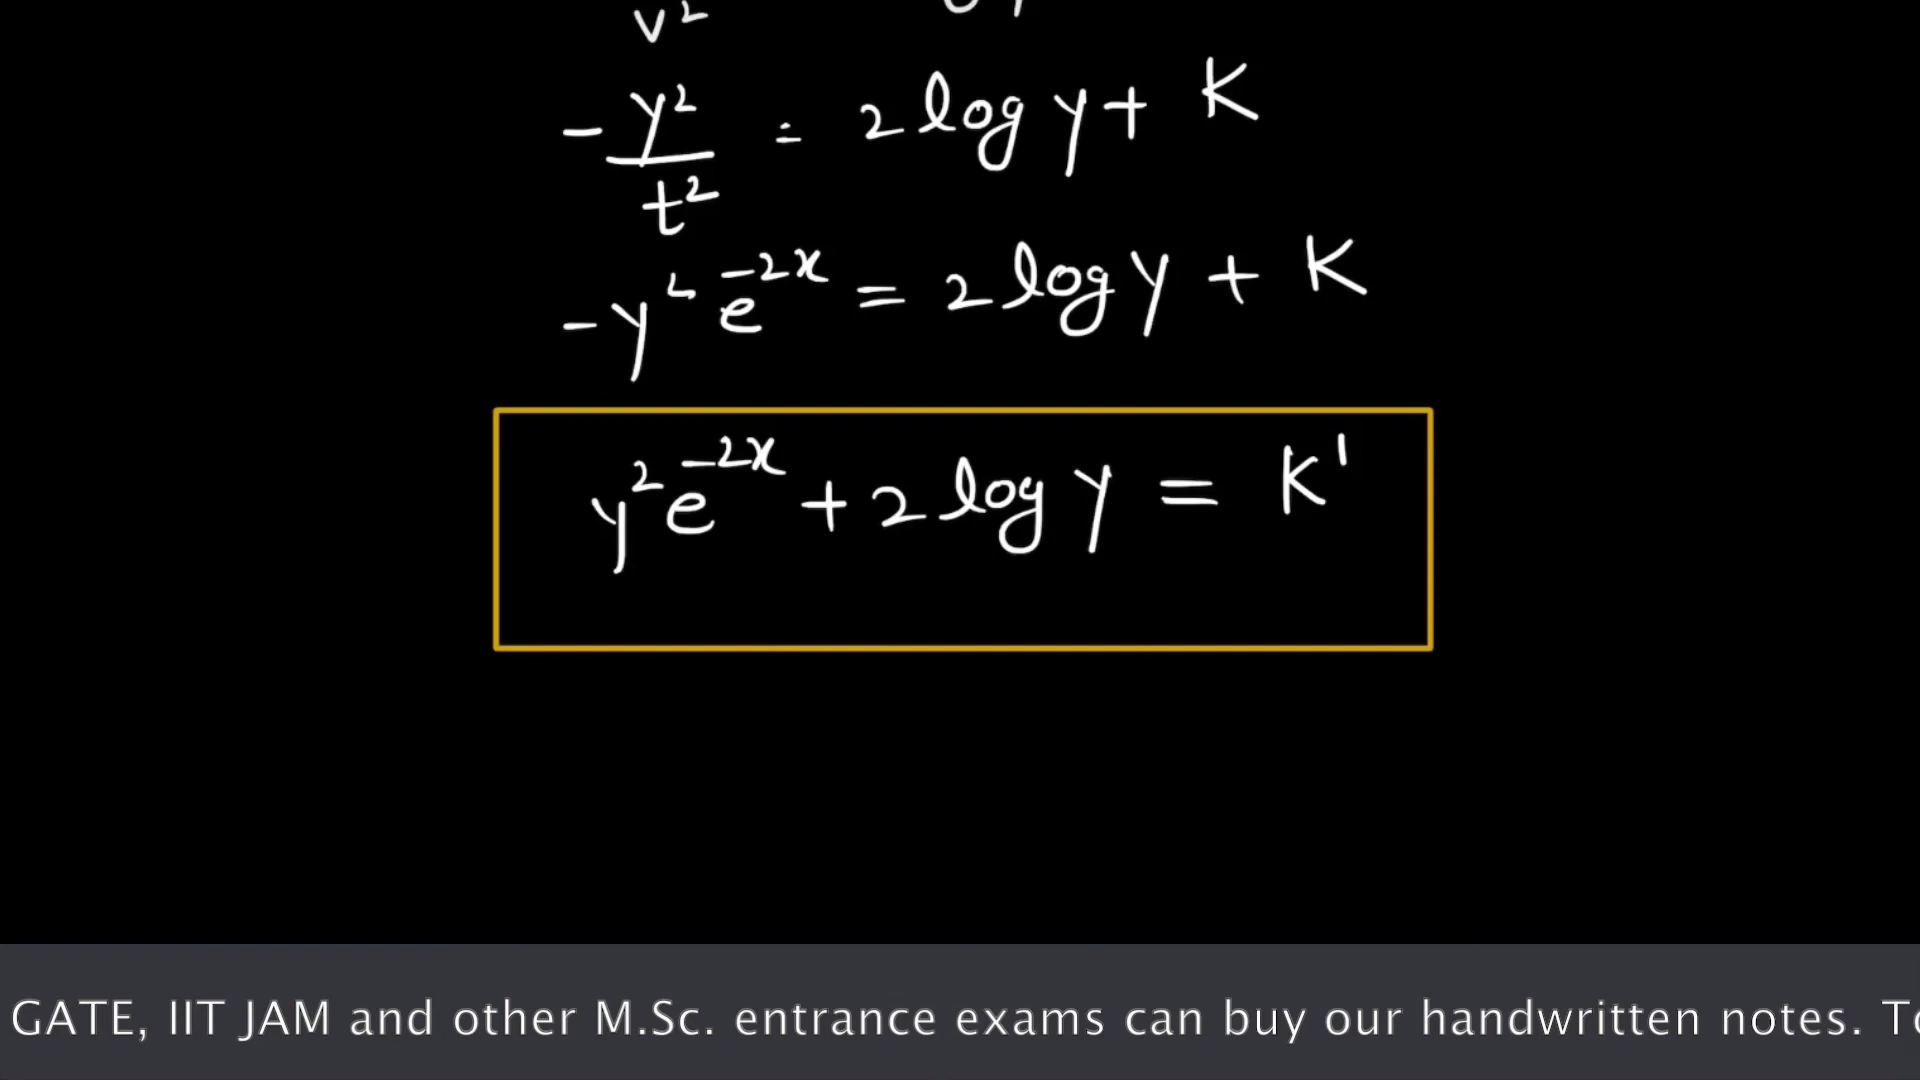 v²
-y²/t² = 2 log y + K
-y² e^-2x = 2 log y + K
y² e^-2x + 2 log y = K'
GATE, IIT JAM and other M.Sc. entrance exams can buy our handwritten notes.